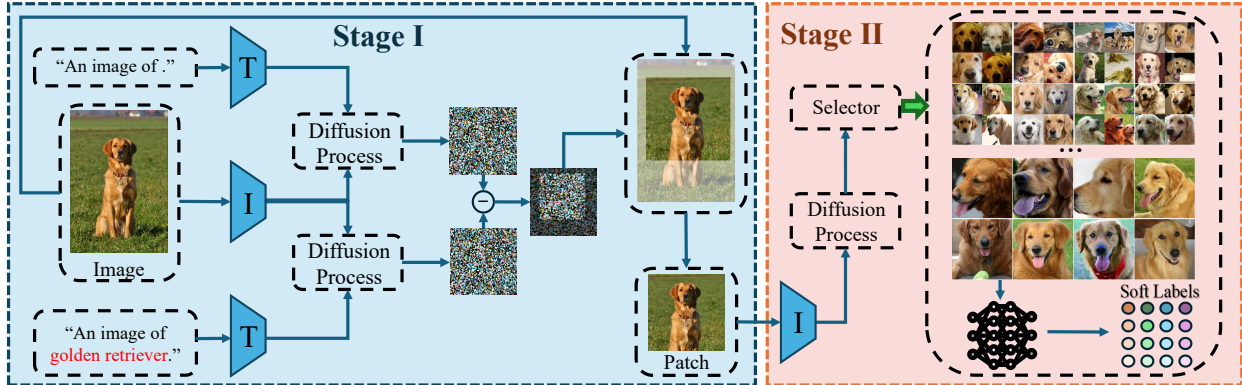 Stage I
“An image of .”
T
Diffusion
Process
Image
I
−
Diffusion
Process
“An image of
golden retriever.”
T
Patch
Stage II
Selector
Diffusion
Process
I
...
Soft Labels